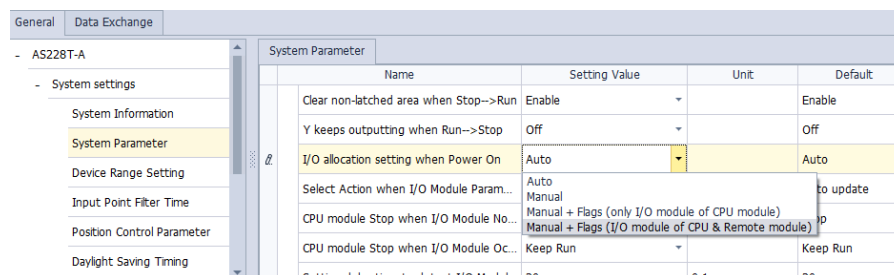 General Data Exchange
- AS228T-A
- System settings
System Information
System Parameter
Device Range Setting
Input Point Filter Time
Position Control Parameter
Daylight Saving Timing
System Parameter
Name Setting Value Unit Default
Clear non-latched area when Stop-->Run Enable Enable
Y keeps outputting when Run-->Stop Off Off
I/O allocation setting when Power On Auto Auto
Auto
Manual
Manual + Flags (only I/O module of CPU module)
Manual + Flags (I/O module of CPU & Remote module)
Select Action when I/O Module Param... to update
CPU module Stop when I/O Module No...
CPU module Stop when I/O Module Oc... Keep Run Keep Run